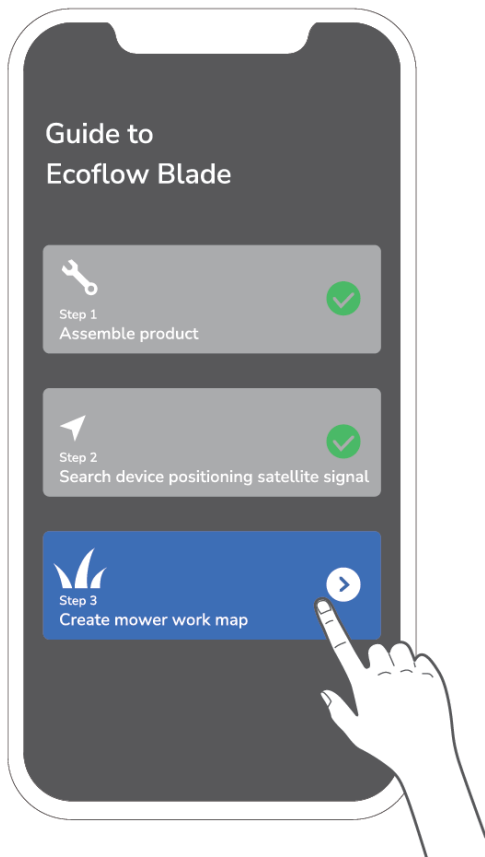 Guide to
Ecoflow Blade
Step 1
Assemble product
Step 2
Search device positioning satellite signal
Step 3
Create mower work map